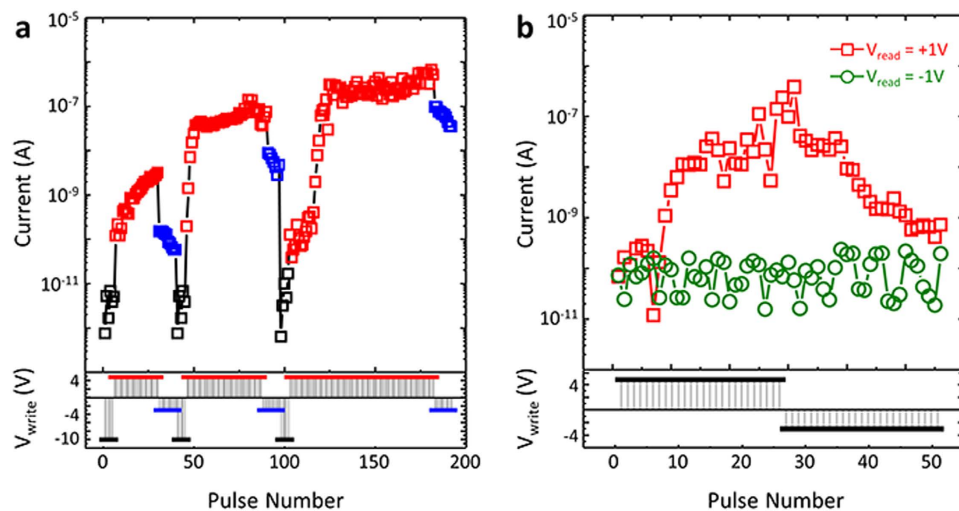 a
10⁻⁵
10⁻⁷
10⁻⁹
10⁻¹¹
Current (A)
4
-4
-10
V_write (V)
0
50
100
150
200
Pulse Number
b
V_read = +1V
V_read = -1V
10⁻⁵
10⁻⁷
10⁻⁹
10⁻¹¹
Current (A)
4
-4
V_write (V)
0
10
20
30
40
50
Pulse Number